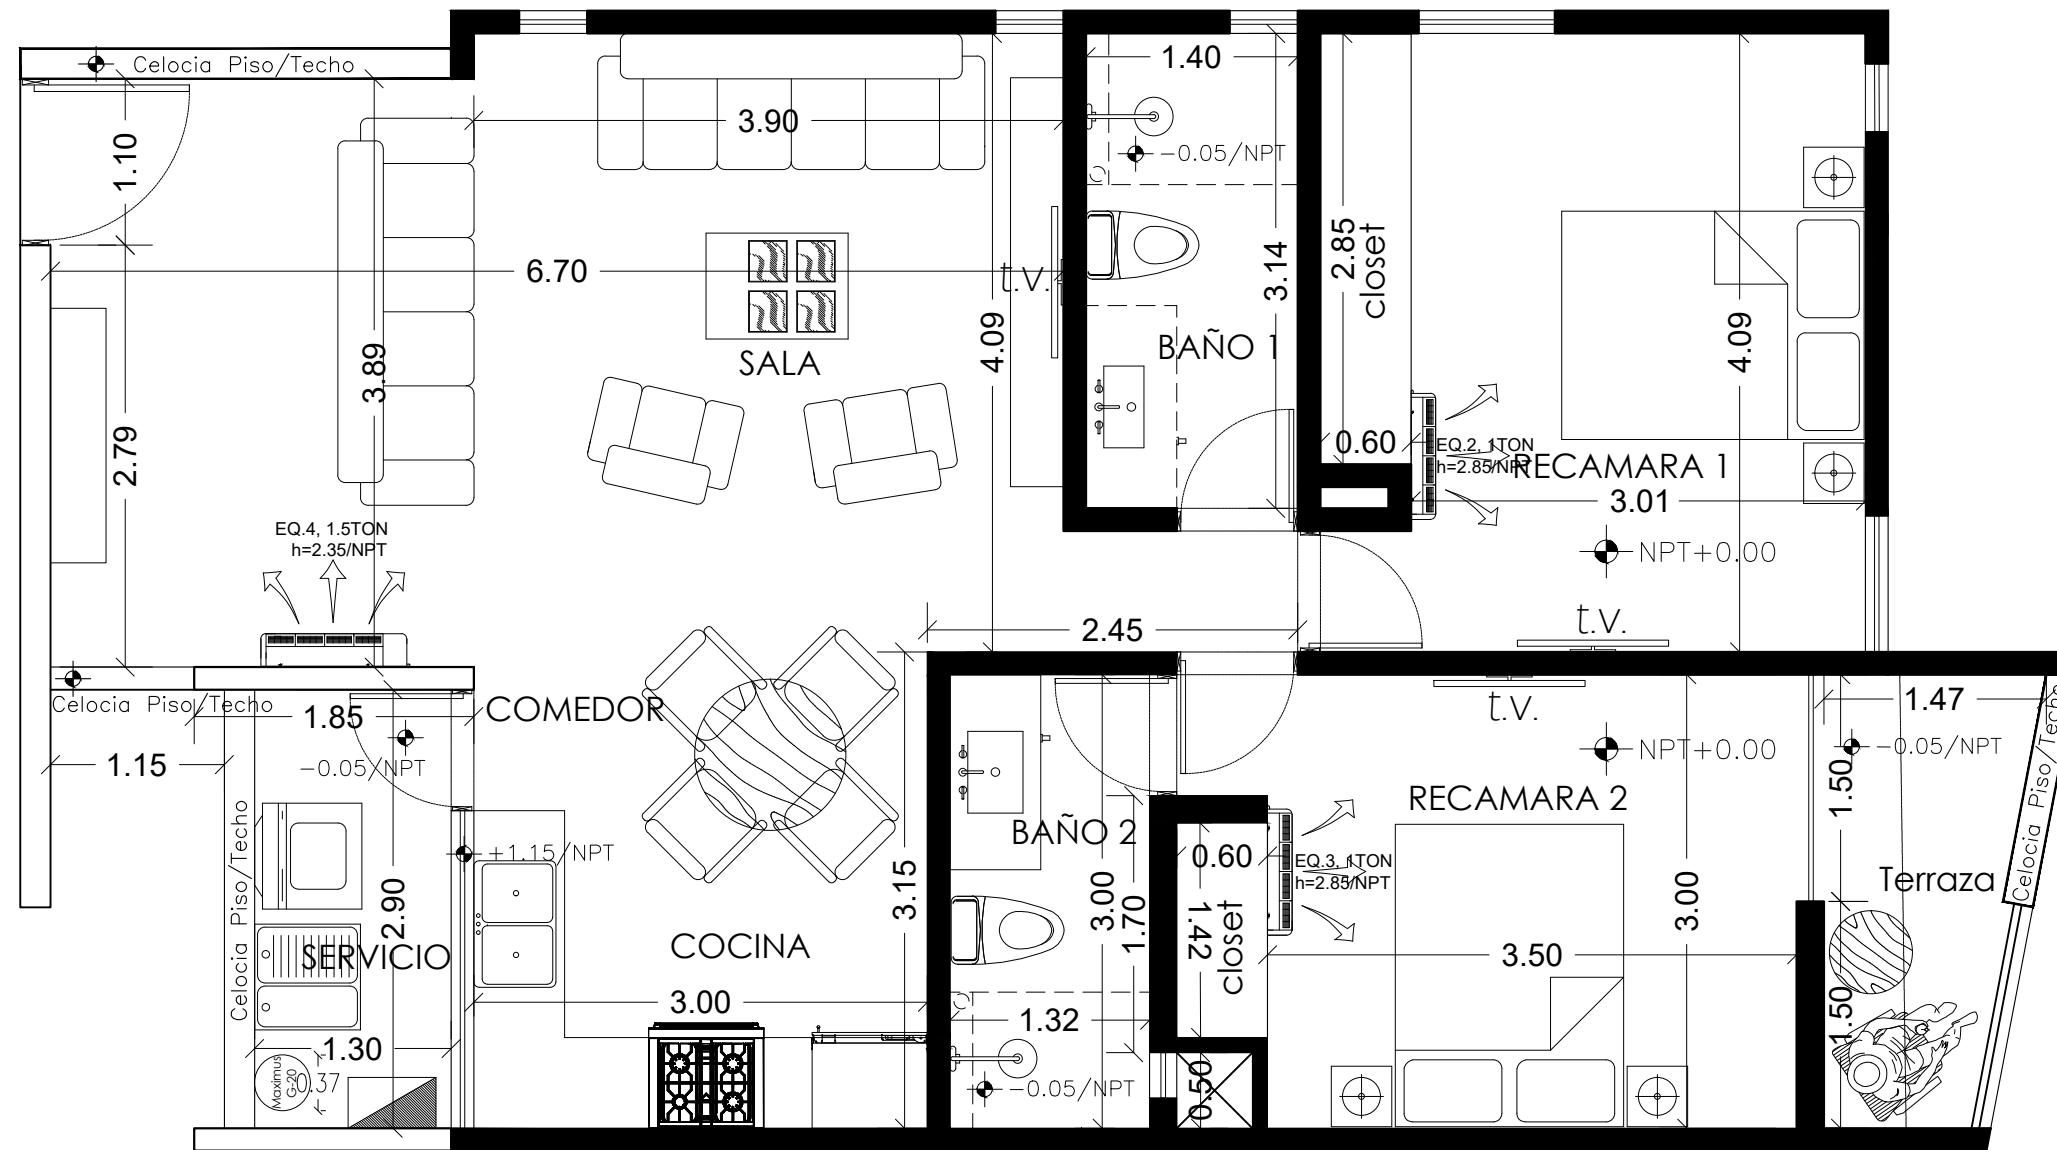 Celocia Piso/Techo
1.40
1.10
3.90
-0.05/NPT
2.85
closet
3.14
6.70
t.v.
4.09
4.09
BAÑO 1
SALA
3.89
2.79
0.60
EQ.2, 1TON
h=2.85/NPT
RECAMARA 1
3.01
EQ.4, 1.5TON
h=2.35/NPT
NPT+0.00
t.v.
2.45
Celocia Piso/Techo
1.85
COMEDOR
t.v.
1.47
-0.05/NPT
NPT+0.00
1.15
-0.05/NPT
1.50
Celocia Piso/Techo
RECAMARA 2
BAÑO 2
+1.15/NPT
0.60
EQ.3, 1TON
h=2.85/NPT
Terraza
Celocia Piso/Techo
2.90
3.15
3.00
1.70
1.42
closet
3.00
SERVICIO
COCINA
3.50
3.00
1.32
1.50
1.30
Maximus
G-20
0.37
-0.05/NPT
0.50